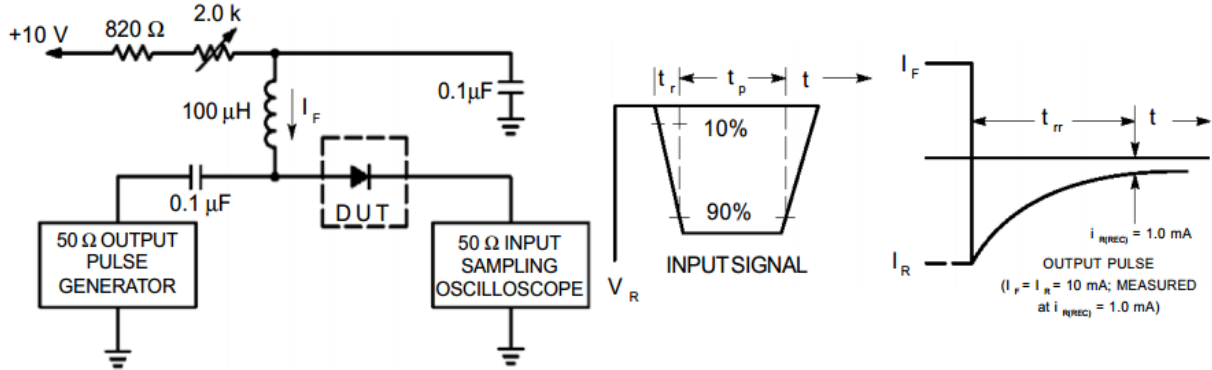 +10 V
820 Ω
2.0 k
100 µH
I F
0.1µF
0.1 µF
DUT
50 Ω OUTPUT
PULSE
GENERATOR
50 Ω INPUT
SAMPLING
OSCILLOSCOPE
t r
t p
t
10%
90%
V R
INPUT SIGNAL
I F
t rr
t
I R
i R(REC) = 1.0 mA
OUTPUT PULSE
(I F = I R = 10 mA; MEASURED
at i R(REC) = 1.0 mA)